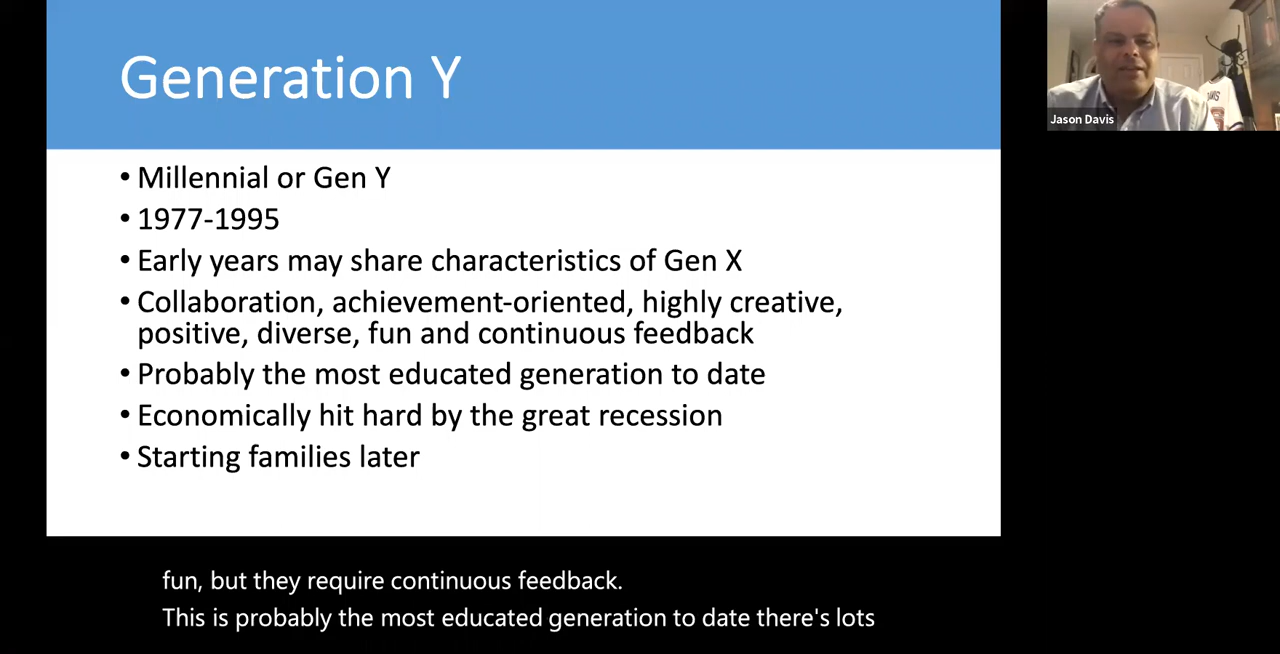 Generation Y
• Millennial or Gen Y
• 1977-1995
• Early years may share characteristics of Gen X
• Collaboration, achievement-oriented, highly creative,
positive, diverse, fun and continuous feedback
• Probably the most educated generation to date
• Economically hit hard by the great recession
• Starting families later
Jason Davis
fun, but they require continuous feedback.
This is probably the most educated generation to date there's lots